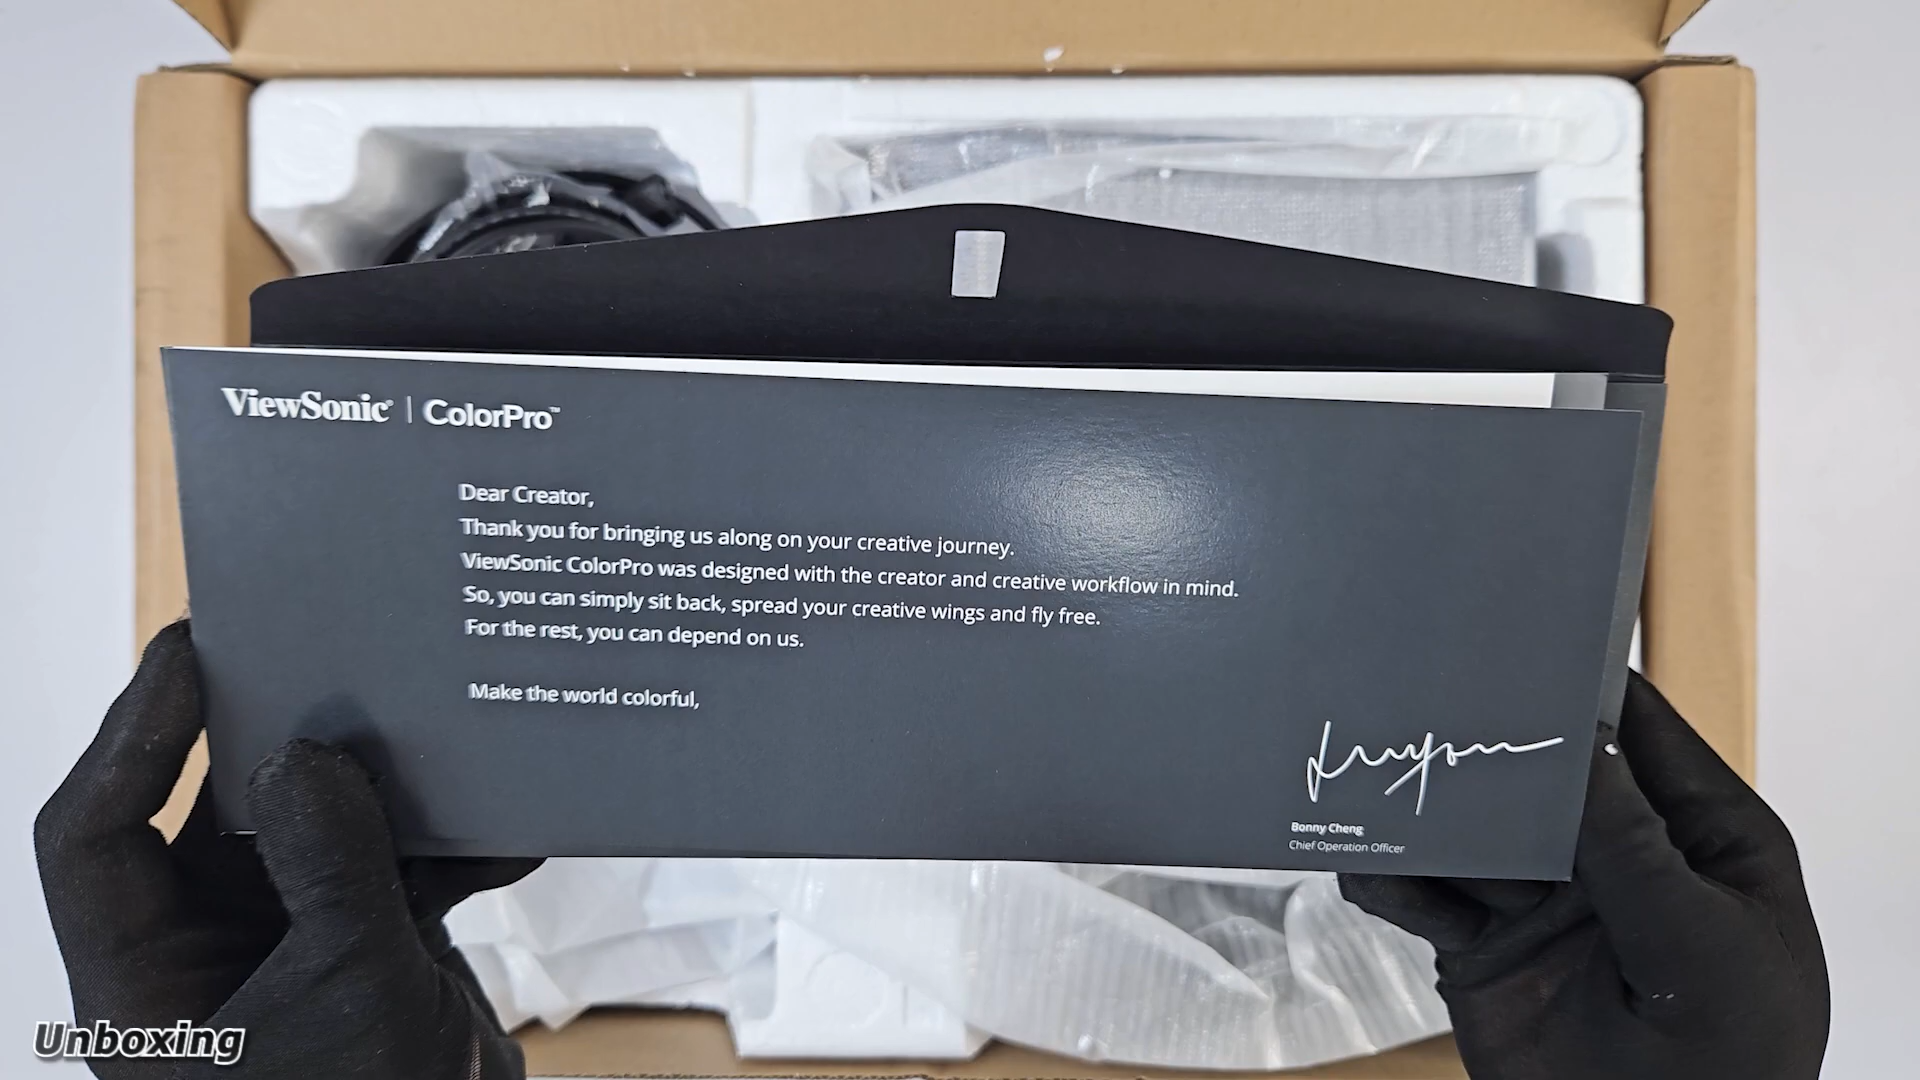 ViewSonic® | ColorPro™
Dear Creator,
Thank you for bringing us along on your creative journey.
ViewSonic ColorPro was designed with the creator and creative workflow in mind.
So, you can simply sit back, spread your creative wings and fly free.
For the rest, you can depend on us.
Make the world colorful,
Bonny Cheng
Chief Operation Officer
Unboxing